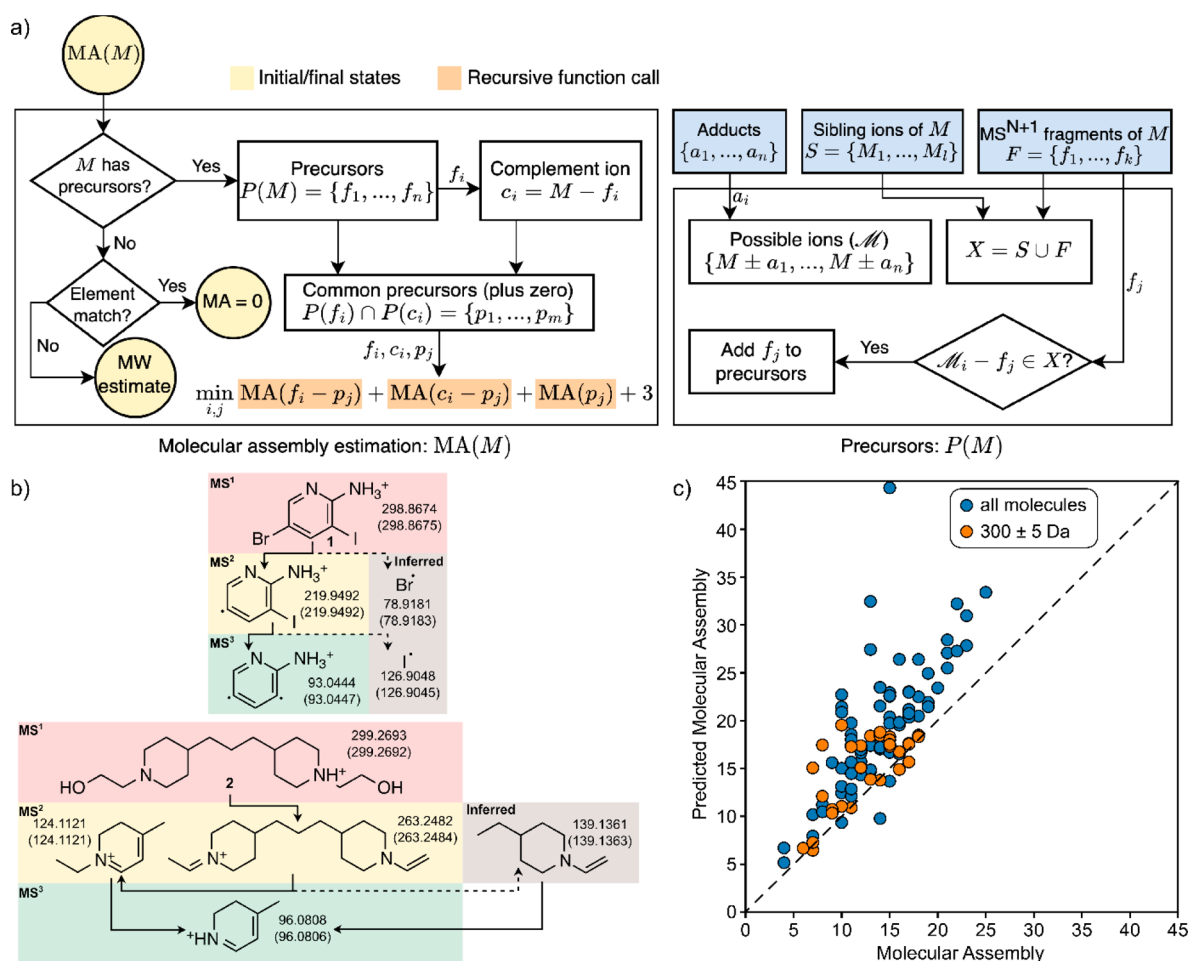 a)
MA(M)
Initial/final states
Recursive function call
M has
precursors?
Yes
Precursors
P(M) = {f₁, ..., fₙ}
fᵢ
Complement ion
cᵢ = M − fᵢ
No
Element
match?
Yes
MA = 0
Common precursors (plus zero)
P(fᵢ) ∩ P(cᵢ) = {p₁, ..., pₘ}
No
MW
estimate
fᵢ, cᵢ, pⱼ
min MA(fᵢ − pⱼ) + MA(cᵢ − pⱼ) + MA(pⱼ) + 3
i,j
Molecular assembly estimation: MA(M)
Adducts
{a₁, ..., aₙ}
Sibling ions of M
S = {M₁, ..., Mₗ}
MSᴺ⁺¹ fragments of M
F = {f₁, ..., fₖ}
aᵢ
Possible ions (ℳ)
{M ± a₁, ..., M ± aₙ}
X = S ∪ F
fⱼ
Add fⱼ to
precursors
Yes
ℳᵢ − fⱼ ∈ X?
Precursors: P(M)
b)
MS¹
N
NH₃⁺
Br
I
1
298.8674
(298.8675)
MS²
N
NH₃⁺
I
219.9492
(219.9492)
Inferred
Br•
78.9181
(78.9183)
MS³
N
NH₃⁺
93.0444
(93.0447)
I•
126.9048
(126.9045)
MS¹
299.2693
(299.2692)
HO
N
2
NH⁺
OH
MS²
124.1121
(124.1121)
N
+
263.2482
(263.2484)
N
+
N
Inferred
139.1361
(139.1363)
N
MS³
96.0808
(96.0806)
⁺HN
c)
Predicted Molecular Assembly
45
40
35
30
25
20
15
10
5
0
all molecules
300 ± 5 Da
0 5 10 15 20 25 30 35 40 45
Molecular Assembly